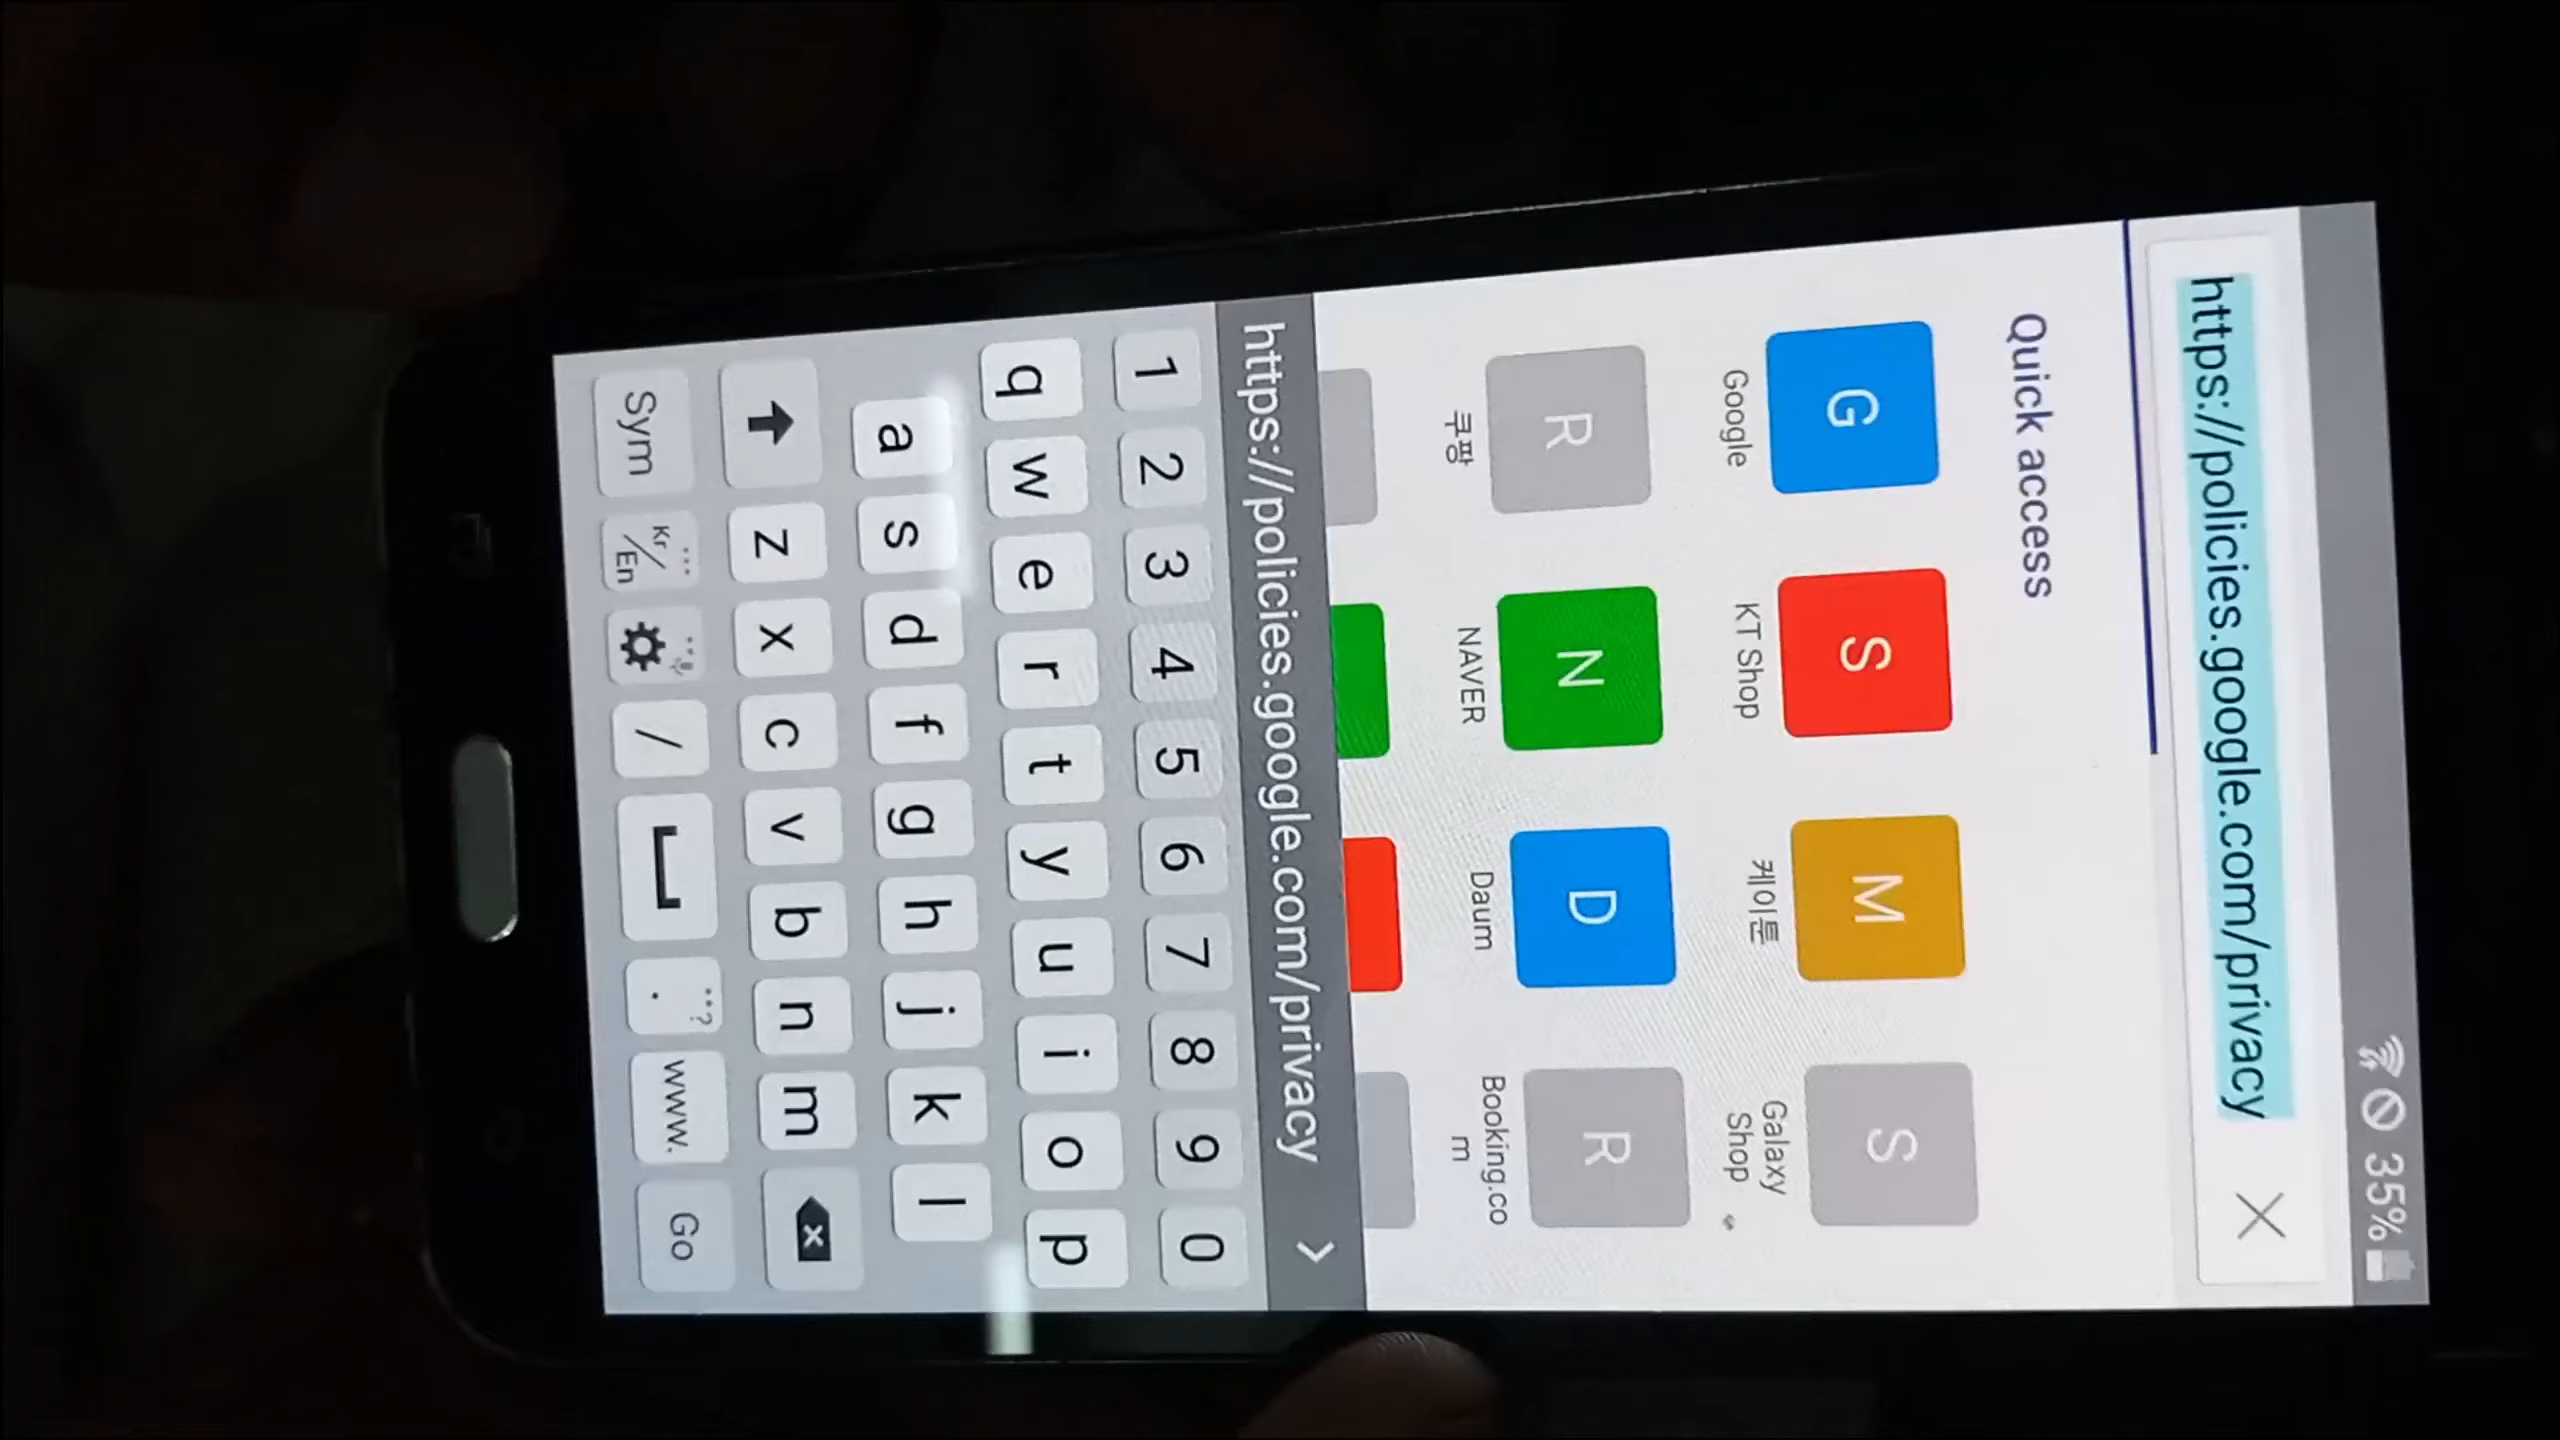 35%
https://policies.google.com/privacy
Quick access
G
S
M
S
Google
KT Shop
케이툰
Galaxy
Shop
R
N
D
R
쿠팡
NAVER
Daum
Booking.co
m
https://policies.google.com/privacy
1 2 3 4 5 6 7 8 9 0
q w e r t y u i o p
a s d f g h j k l
z x c v b n m
Sym Kr/En / . ...? www. Go